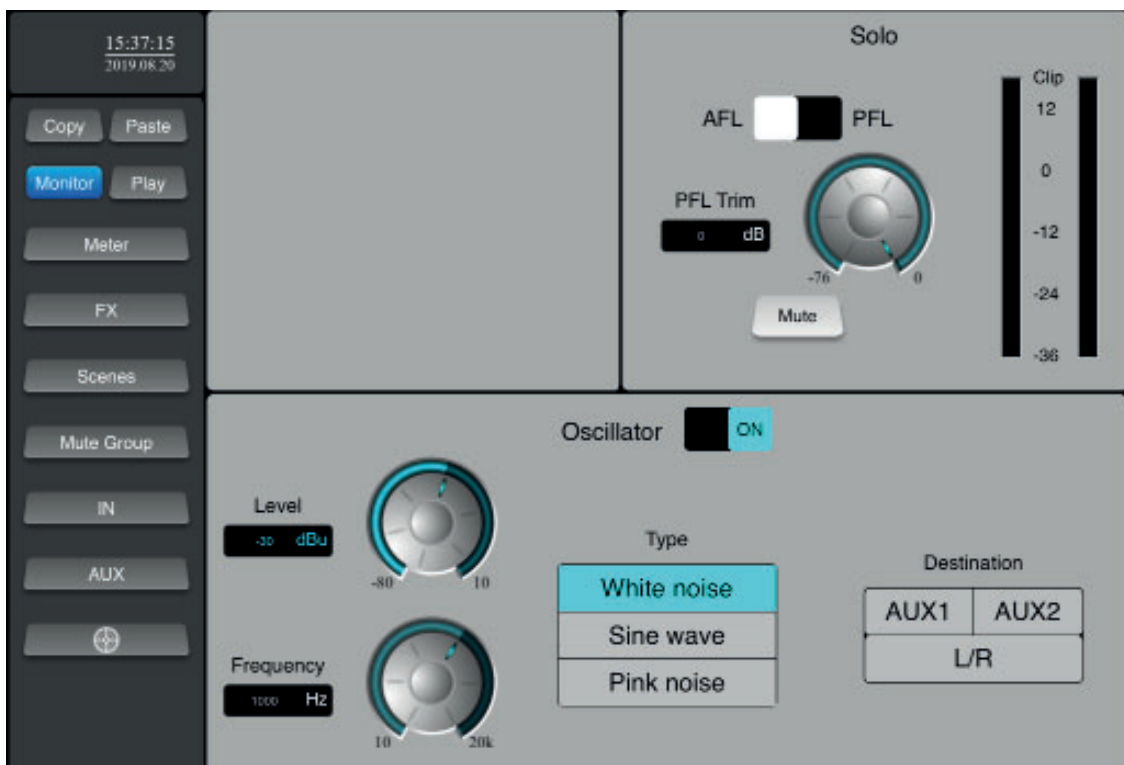 15:37:15
2019.08.20
Copy Paste
Monitor Play
Meter
FX
Scenes
Mute Group
IN
AUX
Solo
AFL PFL
PFL Trim
0 dB
-76 0
Mute
Clip
12
0
-12
-24
-36
Oscillator ON
Level
-30 dBu
-80 10
Frequency
1000 Hz
10 20k
Type
White noise
Sine wave
Pink noise
Destination
AUX1 AUX2
L/R